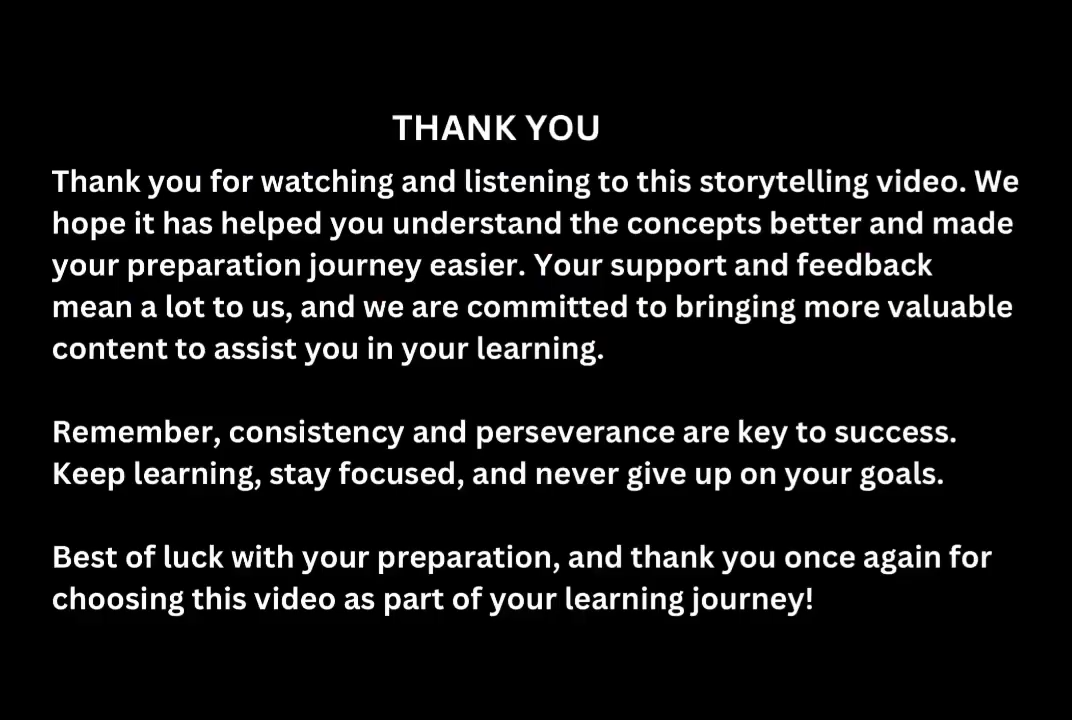 THANK YOU
Thank you for watching and listening to this storytelling video. We
hope it has helped you understand the concepts better and made
your preparation journey easier. Your support and feedback
mean a lot to us, and we are committed to bringing more valuable
content to assist you in your learning.
Remember, consistency and perseverance are key to success.
Keep learning, stay focused, and never give up on your goals.
Best of luck with your preparation, and thank you once again for
choosing this video as part of your learning journey!